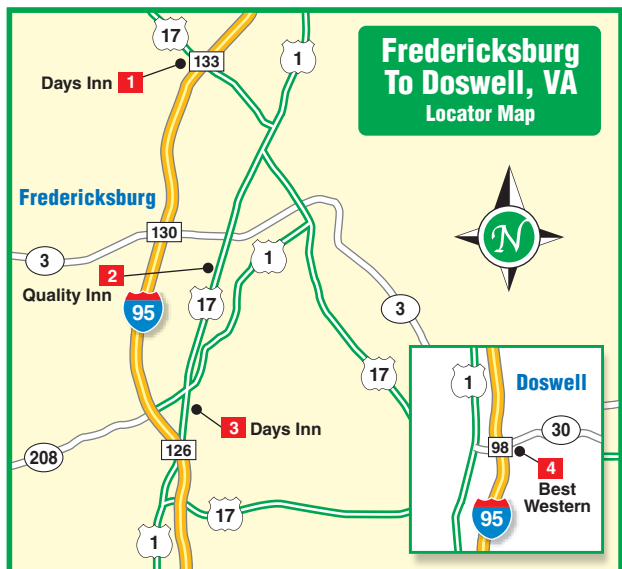 Fredericksburg
To Doswell, VA
Locator Map
17
133
1
Days Inn 1
Fredericksburg
N
130
3
1
2
Quality Inn
17
95
3
17
1
Doswell
3 Days Inn
30
98
208
126
4
Best
Western
17
95
1